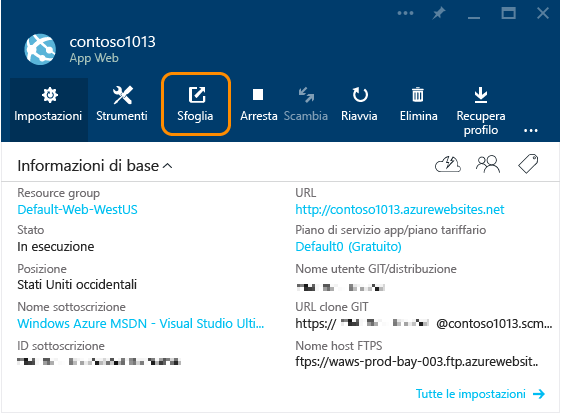 contoso1013
App Web
Impostazioni
Strumenti
Sfoglia
Arresta
Scambia
Riavvia
Elimina
Recupera
profilo
Informazioni di base
Resource group
Default-Web-WestUS
URL
http://contoso1013.azurewebsites.net
Stato
In esecuzione
Piano di servizio app/piano tariffario
Default0 (Gratuito)
Posizione
Stati Uniti occidentali
Nome utente GIT/distribuzione
Nome sottoscrizione
Windows Azure MSDN - Visual Studio Ulti...
URL clone GIT
https:// @contoso1013.scm...
ID sottoscrizione
Nome host FTPS
ftps://waws-prod-bay-003.ftp.azurewebsit..
Tutte le impostazioni